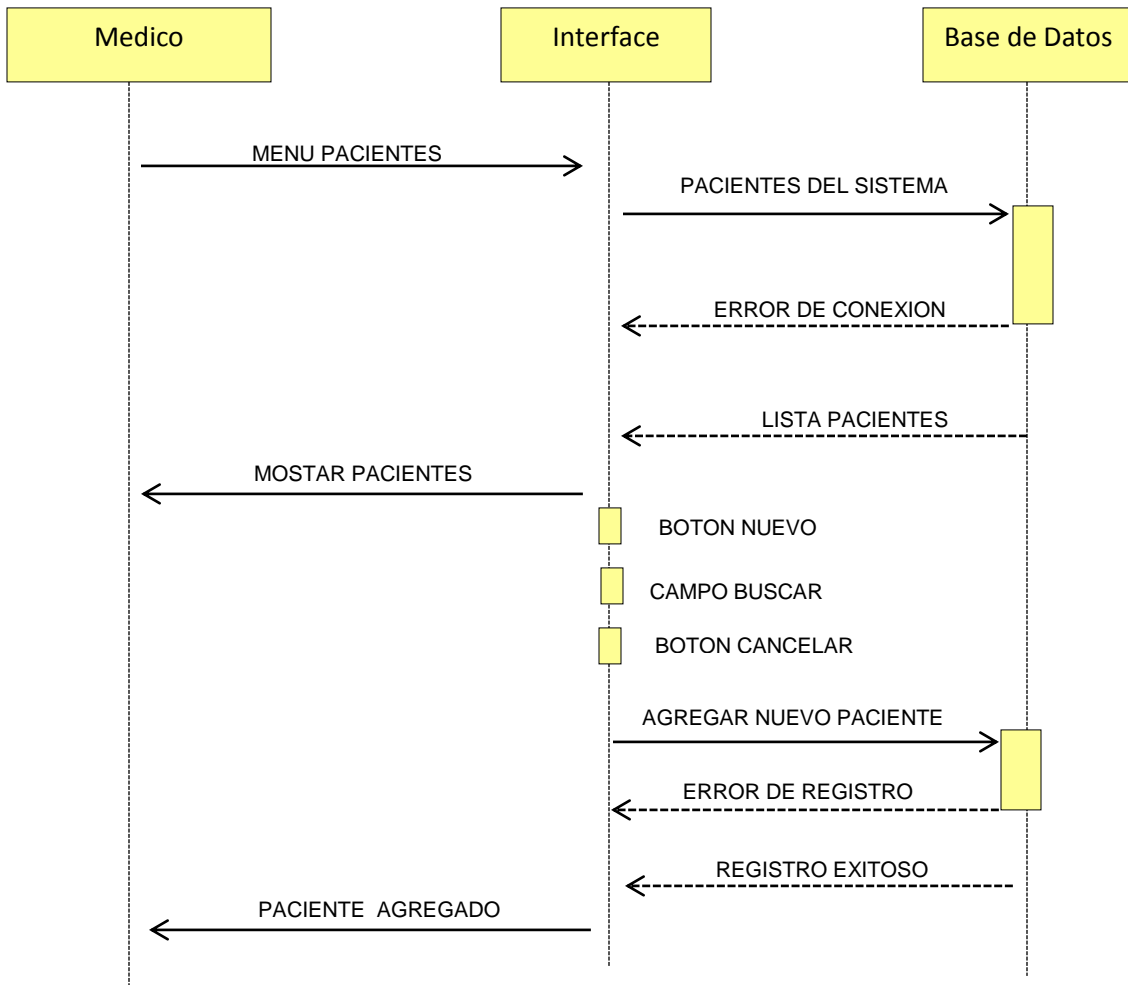 Medico
Interface
Base de Datos
MENU PACIENTES
PACIENTES DEL SISTEMA
ERROR DE CONEXION
LISTA PACIENTES
MOSTAR PACIENTES
BOTON NUEVO
CAMPO BUSCAR
BOTON CANCELAR
AGREGAR NUEVO PACIENTE
ERROR DE REGISTRO
REGISTRO EXITOSO
PACIENTE AGREGADO